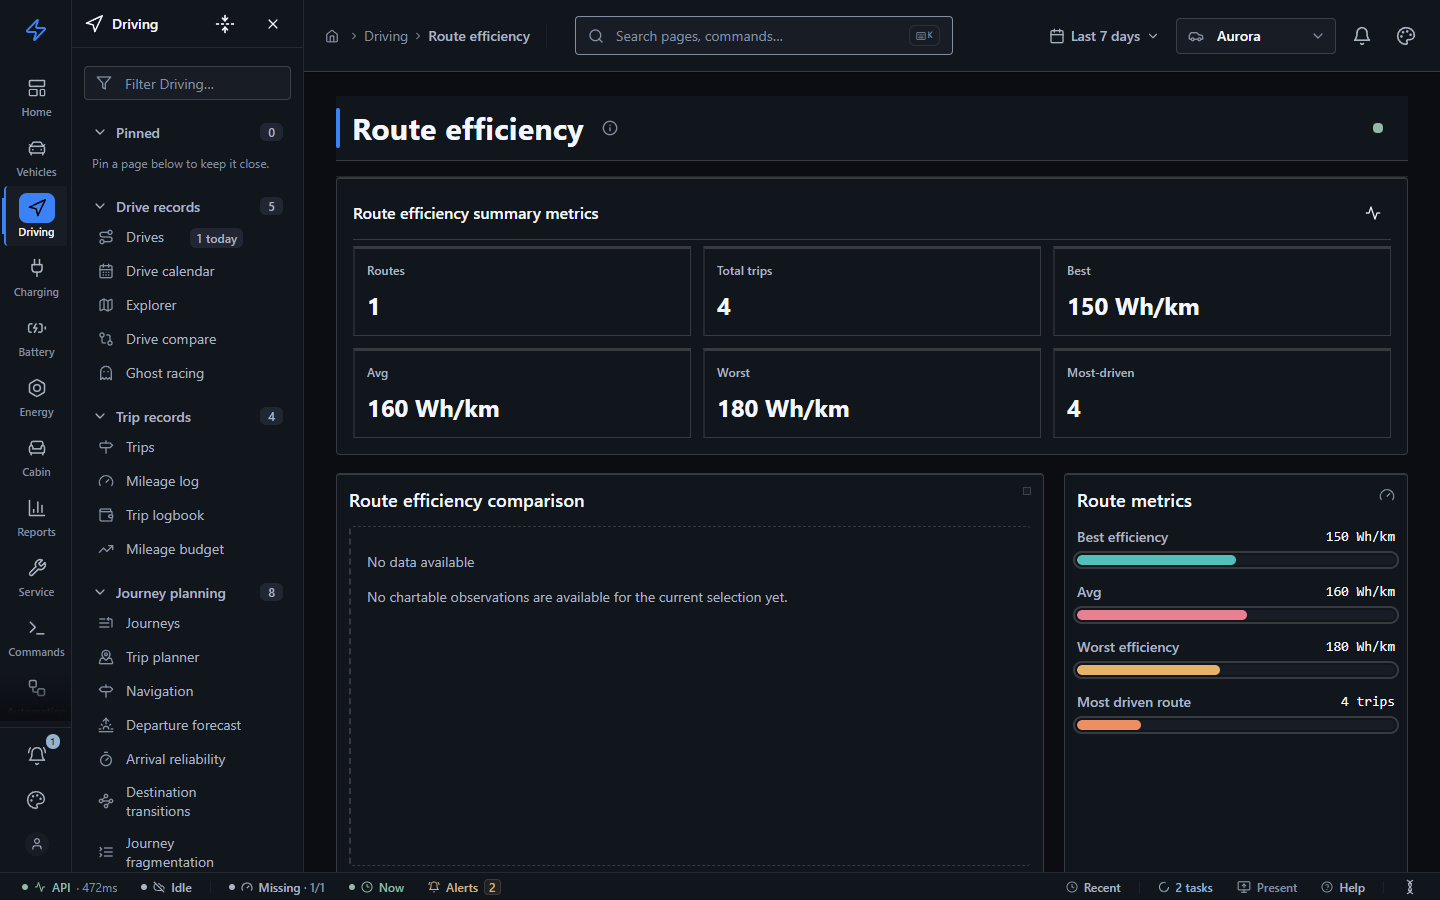 Driving
Driving
Route efficiency
Search pages, commands...
K
Last 7 days
Aurora
Home
Vehicles
Driving
Charging
Battery
Energy
Cabin
Reports
Service
Commands
1
Filter Driving...
Pinned
0
Pin a page below to keep it close.
Drive records
5
Drives
1 today
Drive calendar
Explorer
Drive compare
Ghost racing
Trip records
4
Trips
Mileage log
Trip logbook
Mileage budget
Journey planning
8
Journeys
Trip planner
Navigation
Departure forecast
Arrival reliability
Destination
transitions
Journey
fragmentation
Route efficiency
Route efficiency summary metrics
Routes
1
Total trips
4
Best
150 Wh/km
Avg
160 Wh/km
Worst
180 Wh/km
Most-driven
4
Route efficiency comparison
No data available
No chartable observations are available for the current selection yet.
Route metrics
Best efficiency
150 Wh/km
Avg
160 Wh/km
Worst efficiency
180 Wh/km
Most driven route
4 trips
API · 472ms
Idle
Missing · 1/1
Now
Alerts 2
Recent
2 tasks
Present
Help